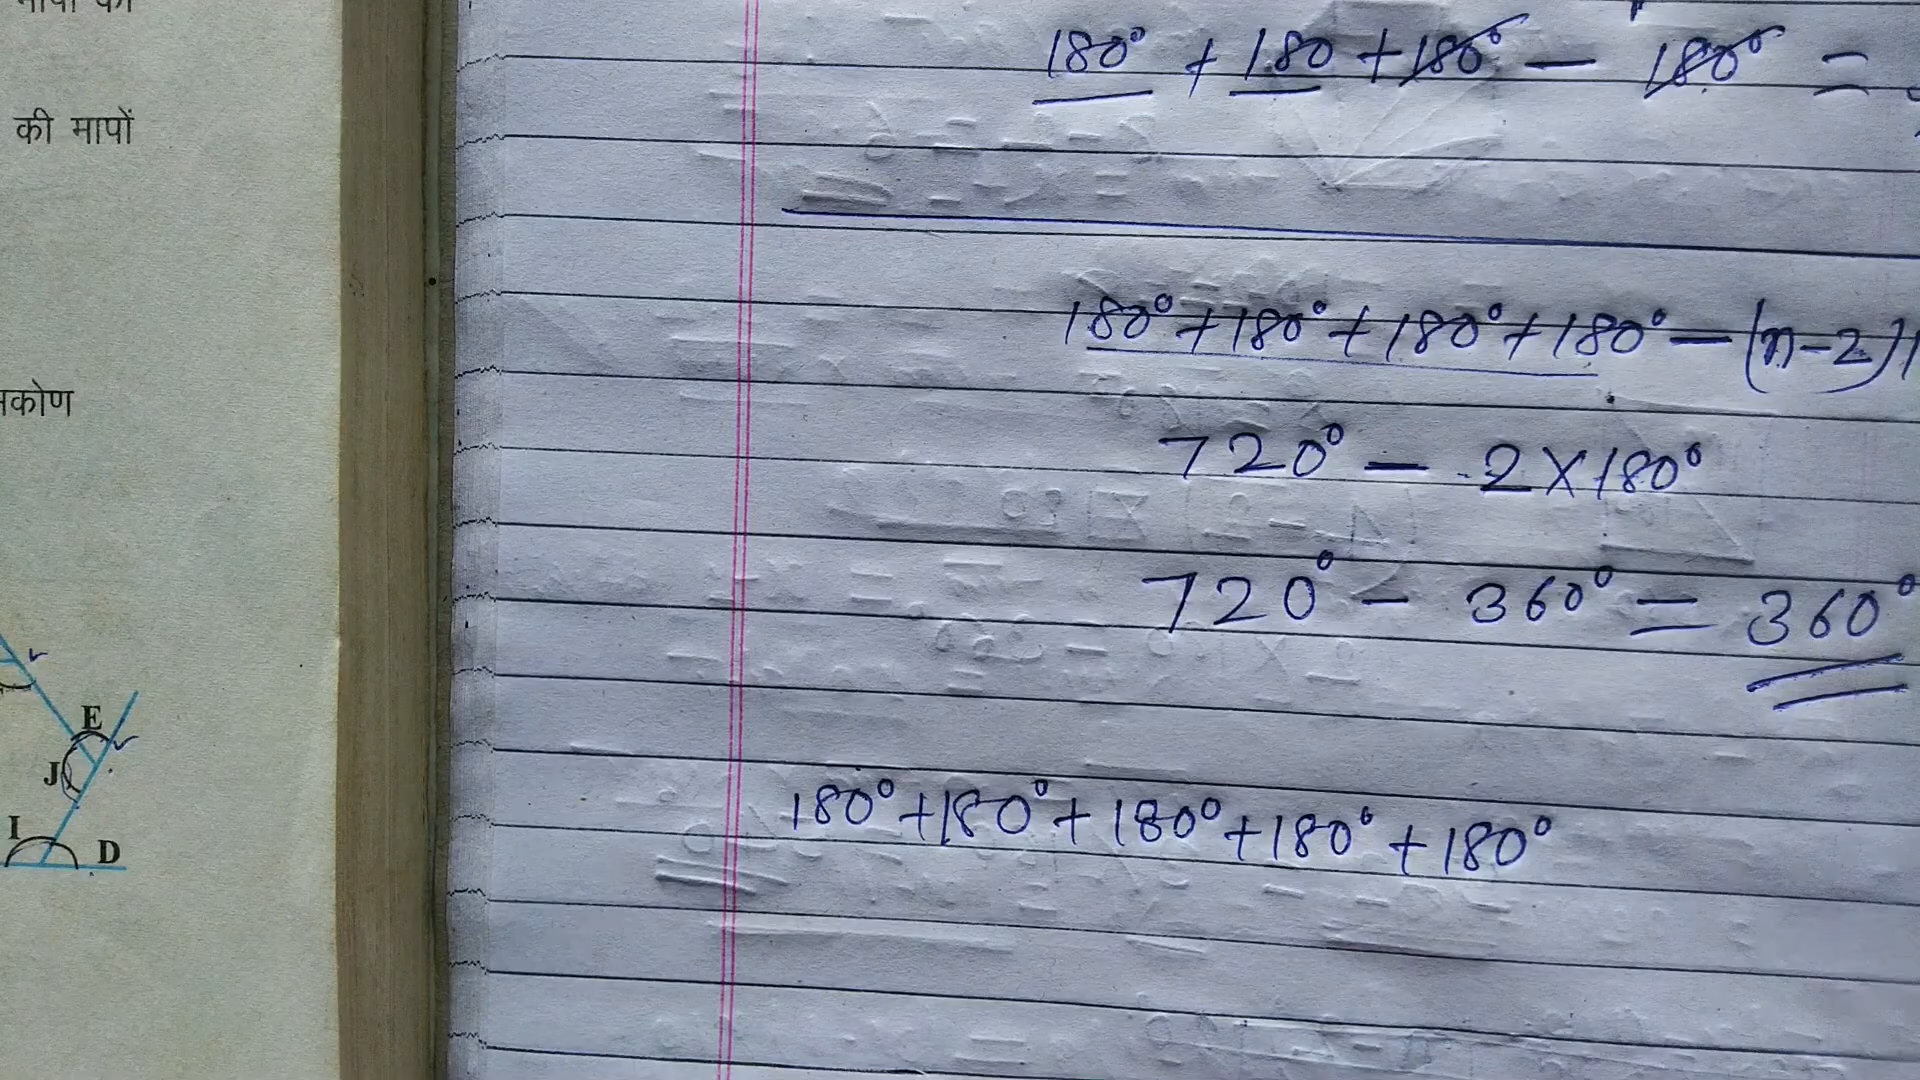 की मापों
E
J
I
D
180° + 180 + 180° — 180° =
180° + 180° + 180° + 180° — (n-2)1
720° — 2 X 180°
720° - 360° = 360°
180° + 180° + 180° + 180° + 180°